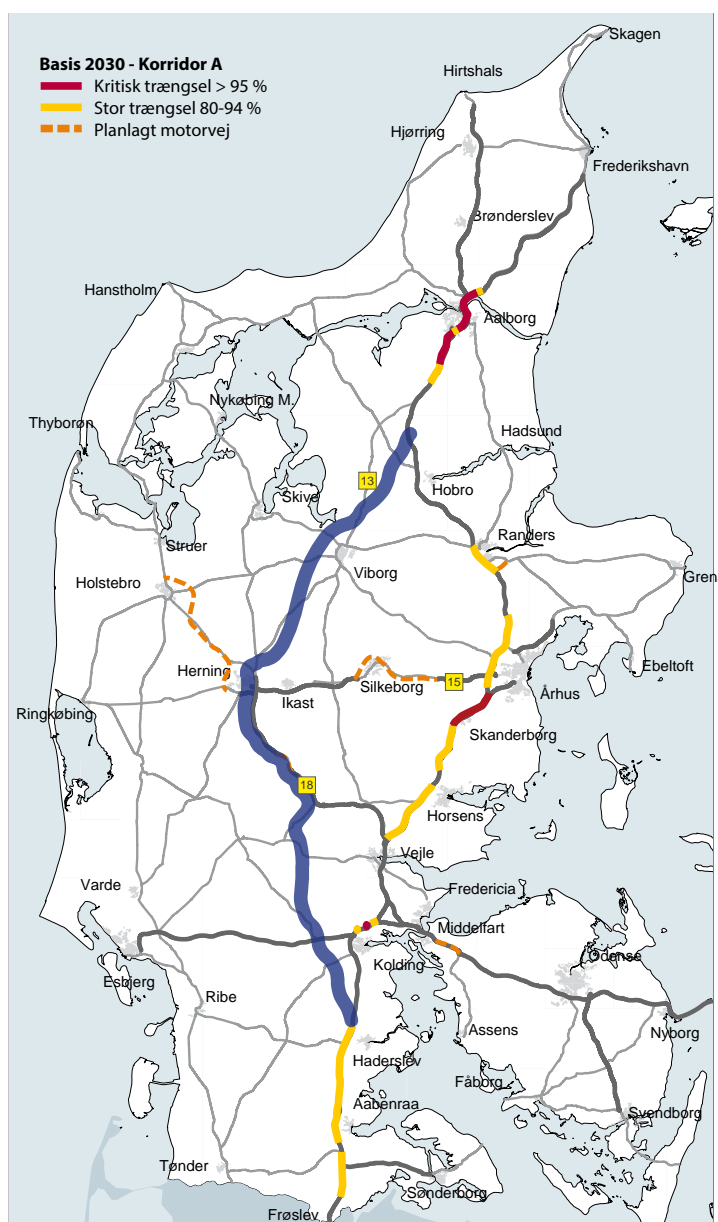 Basis 2030 - Korridor A
Kritisk trængsel > 95 %
Stor trængsel 80-94 %
Planlagt motorvej
Skagen
Hirtshals
Hjørring
Frederikshavn
Brønderslev
Hanstholm
Aalborg
Nykøbing M.
Thyborøn
Hadsund
13
Hobro
Skive
Randers
Struer
Viborg
Gren
Holstebro
Ebeltoft
Herning
Silkeborg
15
Ikast
Århus
Ringkøbing
Skanderborg
18
Horsens
Vejle
Varde
Fredericia
Middelfart
Odense
Kolding
Esbjerg
Ribe
Nyborg
Assens
Haderslev
Fåborg
Aabenraa
Svendborg
Tønder
Sønderborg
Frøslev